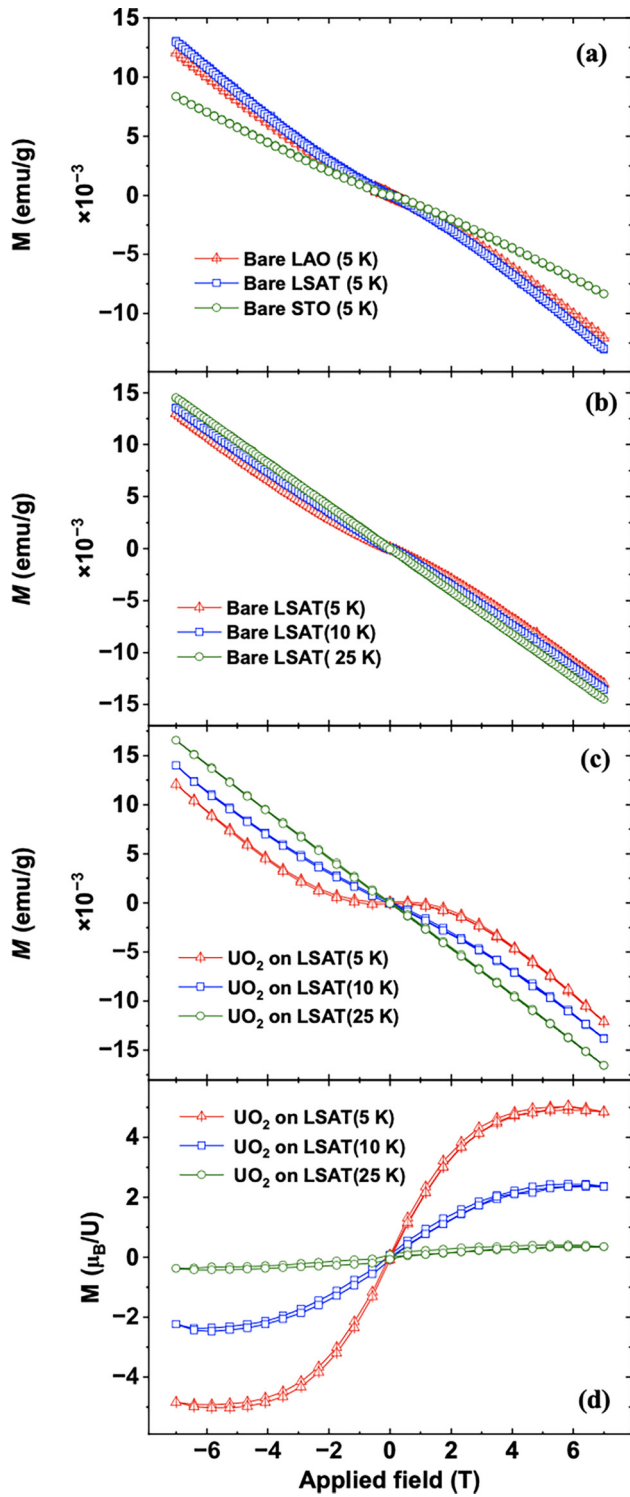 (a)
15
10
5
0
−5
−10
M (emu/g)
×10⁻³
Bare LAO (5 K)
Bare LSAT (5 K)
Bare STO (5 K)
(b)
15
10
5
0
−5
−10
−15
M (emu/g)
×10⁻³
Bare LSAT(5 K)
Bare LSAT(10 K)
Bare LSAT( 25 K)
(c)
15
10
5
0
−5
−10
−15
M (emu/g)
×10⁻³
UO₂ on LSAT(5 K)
UO₂ on LSAT(10 K)
UO₂ on LSAT(25 K)
4
2
0
−2
−4
M (μB/U)
UO₂ on LSAT(5 K)
UO₂ on LSAT(10 K)
UO₂ on LSAT(25 K)
(d)
−6 −4 −2 0 2 4 6
Applied field (T)